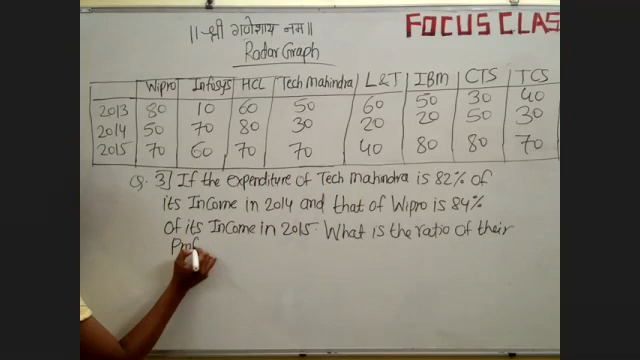 ॥ श्री गणेशाय नमः ॥
FOCUS CLAS
Radar Graph
Wipro Infosys HCL Tech Mahindra L&T IBM CTS TCS
2013 80 10 60 50 60 50 30 40
2014 50 70 80 30 20 20 50 30
2015 70 60 70 70 40 80 80 70
Q. 3] If the expenditure of Tech Mahindra is 82% of
its Income in 2014 and that of Wipro is 84%
of its Income in 2015. What is the ratio of their
Prof